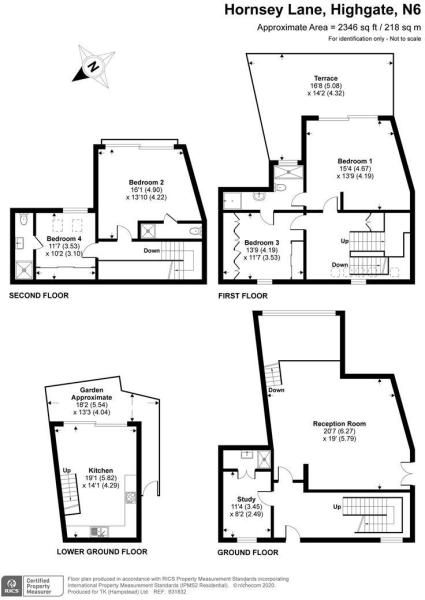 Hornsey Lane, Highgate, N6
Approximate Area = 2346 sq ft / 218 sq m
For identification only - Not to scale
N
Terrace
16'8 (5.08)
x 14'2 (4.32)
Bedroom 2
16'1 (4.90)
x 13'10 (4.22)
Bedroom 1
15'4 (4.67)
x 13'9 (4.19)
Bedroom 4
11'7 (3.53)
x 10'2 (3.10)
Down
Bedroom 3
13'9 (4.19)
x 11'7 (3.53)
Up
Down
SECOND FLOOR
FIRST FLOOR
Garden
Approximate
18'2 (5.54)
x 13'3 (4.04)
Down
Reception Room
20'7 (6.27)
x 19' (5.79)
Up
Kitchen
19'1 (5.82)
x 14'1 (4.29)
Study
11'4 (3.45)
x 8'2 (2.49)
Up
LOWER GROUND FLOOR
GROUND FLOOR
RICS
Certified
Property
Measurer
Floor plan produced in accordance with RICS Property Measurement Standards incorporating
International Property Measurement Standards (IPMS2 Residential). © nichecom 2020.
Produced for TK (Hampstead) Ltd REF: 631832